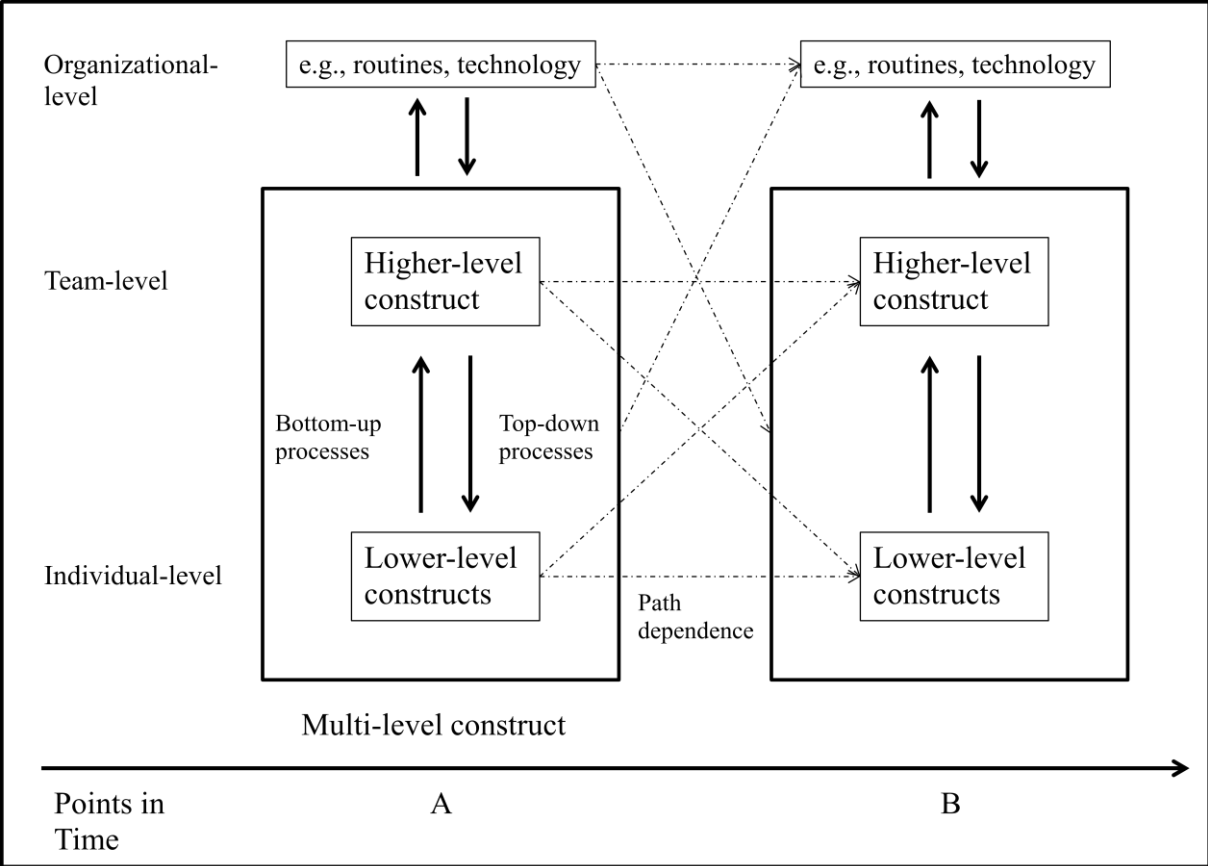 Organizational-
level
e.g., routines, technology
e.g., routines, technology
Team-level
Higher-level
construct
Higher-level
construct
Bottom-up
processes
Top-down
processes
Individual-level
Lower-level
constructs
Lower-level
constructs
Path
dependence
Multi-level construct
Points in
Time
A
B